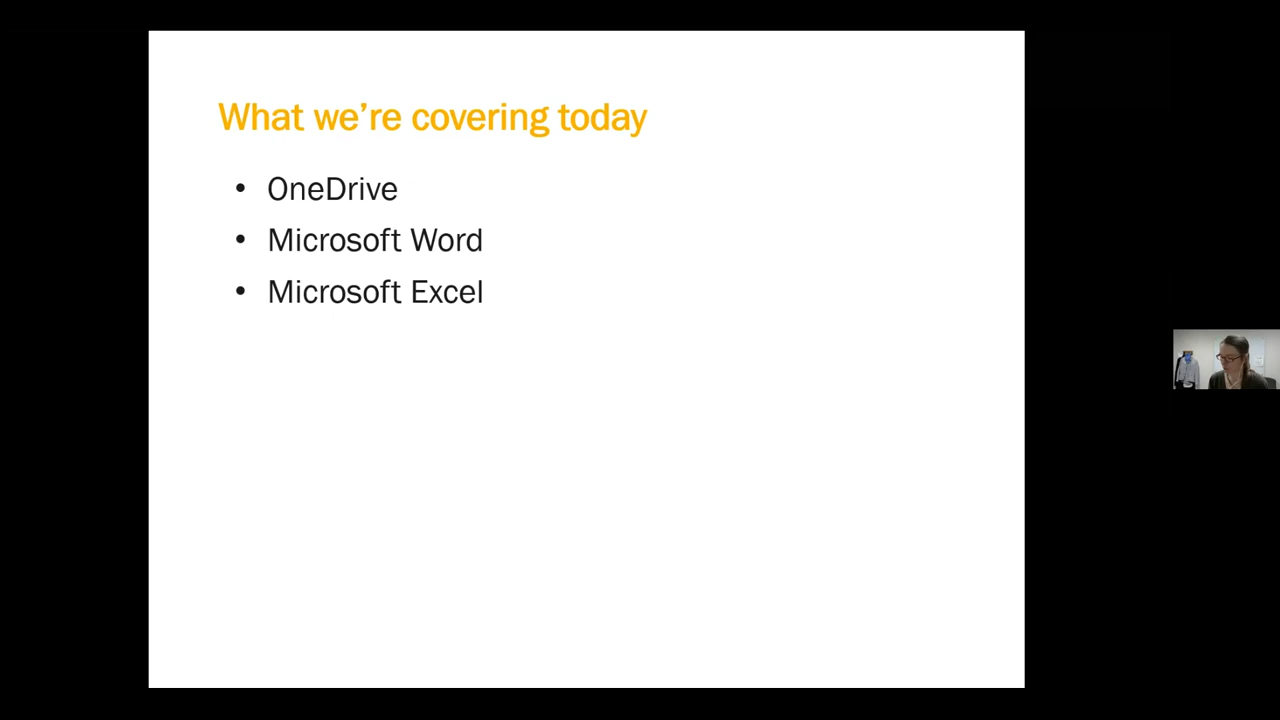 What we’re covering today
• OneDrive
• Microsoft Word
• Microsoft Excel